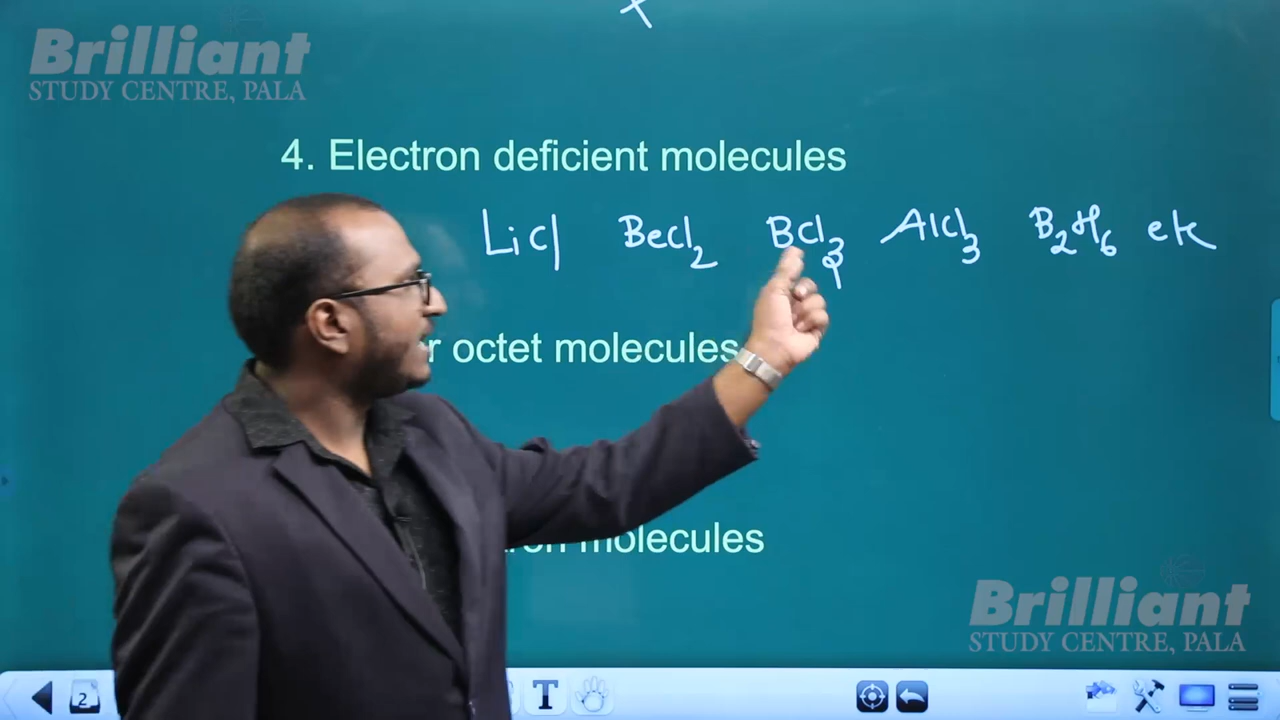 Brilliant
STUDY CENTRE, PALA
4. Electron deficient molecules
LiCl BeCl2 BCl3 AlCl3 B2H6 etc
r octet molecules
molecules
Brilliant
STUDY CENTRE, PALA
2
T